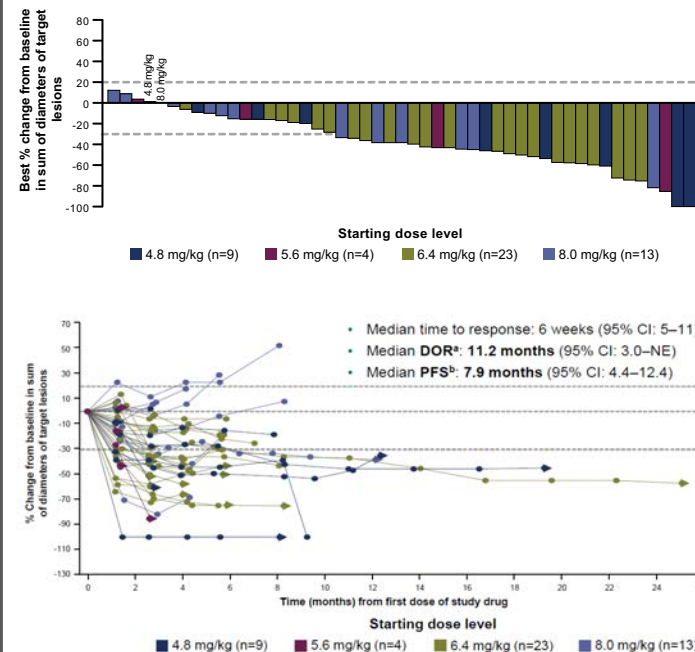 Best % change from baseline
in sum of diameters of target
lesions
80
60
40
20
0
-20
-40
-60
-80
-100
4.8 mg/kg
8.0 mg/kg
Starting dose level
4.8 mg/kg (n=9)
5.6 mg/kg (n=4)
6.4 mg/kg (n=23)
8.0 mg/kg (n=13)
% Change from baseline in sum
of diameters of target lesions
70
50
30
10
-10
-30
-50
-70
-90
-110
-130
• Median time to response: 6 weeks (95% CI: 5–11)
• Median DORᵃ: 11.2 months (95% CI: 3.0–NE)
• Median PFSᵇ: 7.9 months (95% CI: 4.4–12.4)
0 2 4 6 8 10 12 14 16 18 20 22 24
Time (months) from first dose of study drug
Starting dose level
4.8 mg/kg (n=9)
5.6 mg/kg (n=4)
6.4 mg/kg (n=23)
8.0 mg/kg (n=13)